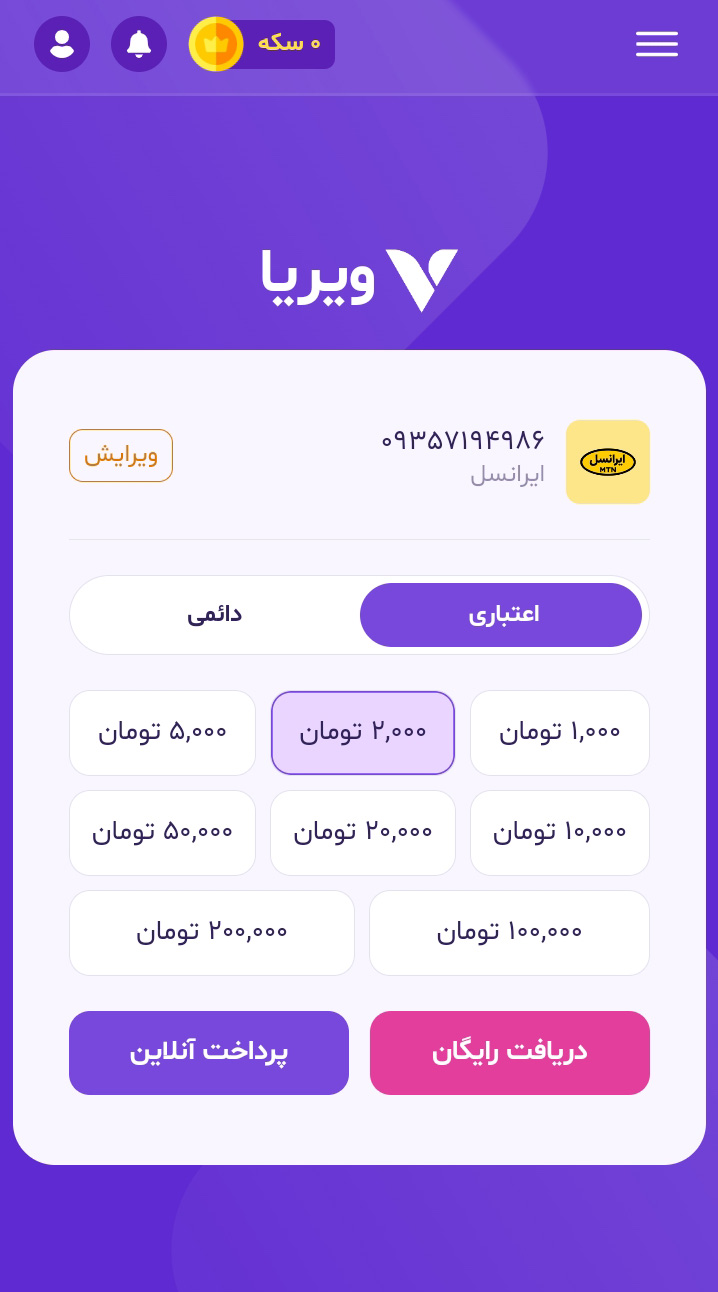 ۰ سکه
ویریا
۰۹۳۵۷۱۹۴۹۸۶
ایرانسل
ایرانسل
MTN
ویرایش
اعتباری
دائمی
۱,۰۰۰ تومان
۲,۰۰۰ تومان
۵,۰۰۰ تومان
۱۰,۰۰۰ تومان
۲۰,۰۰۰ تومان
۵۰,۰۰۰ تومان
۱۰۰,۰۰۰ تومان
۲۰۰,۰۰۰ تومان
دریافت رایگان
پرداخت آنلاین